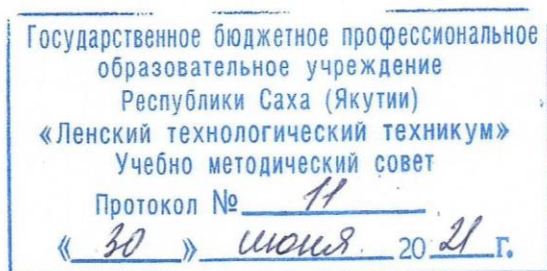 Государственное бюджетное профессиональное
образовательное учреждение
Республики Саха (Якутии)
«Ленский технологический техникум»
Учебно методический совет
Протокол № 11
« 30 » июня 20 21 г.